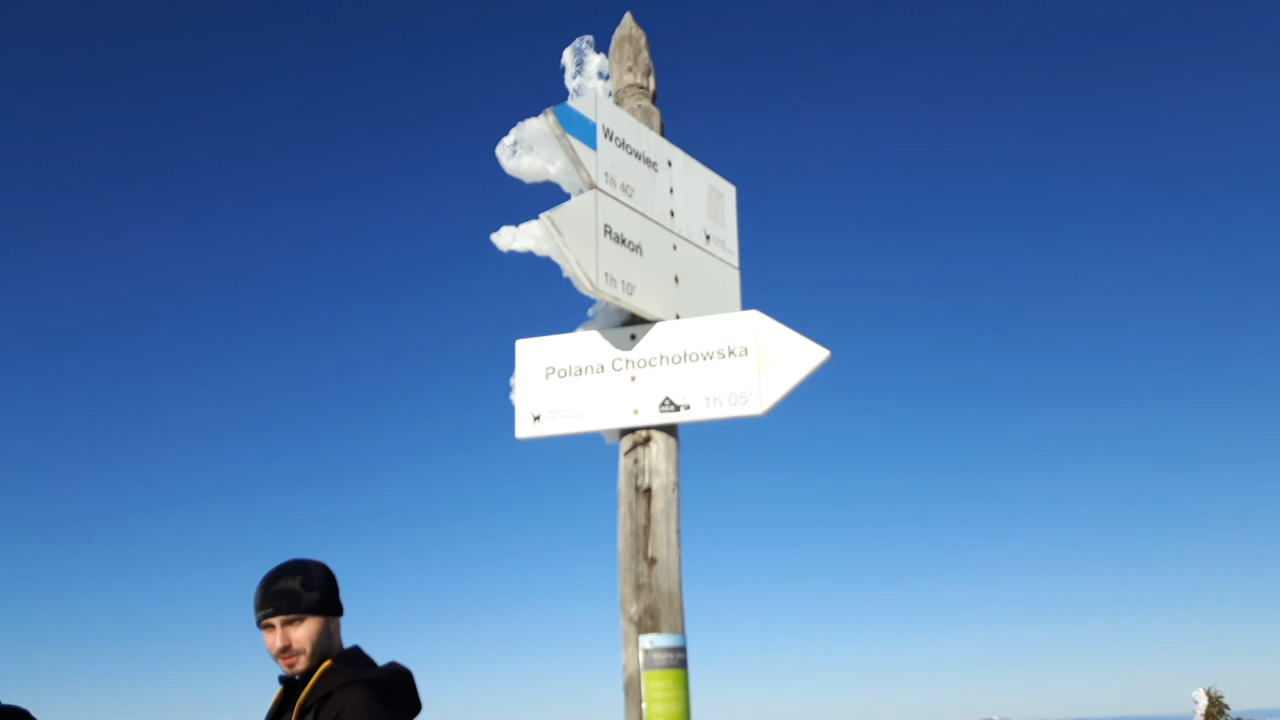 Wołowiec
1h 40'
Rakoń
1h 10'
Polana Chochołowska
1h 05'